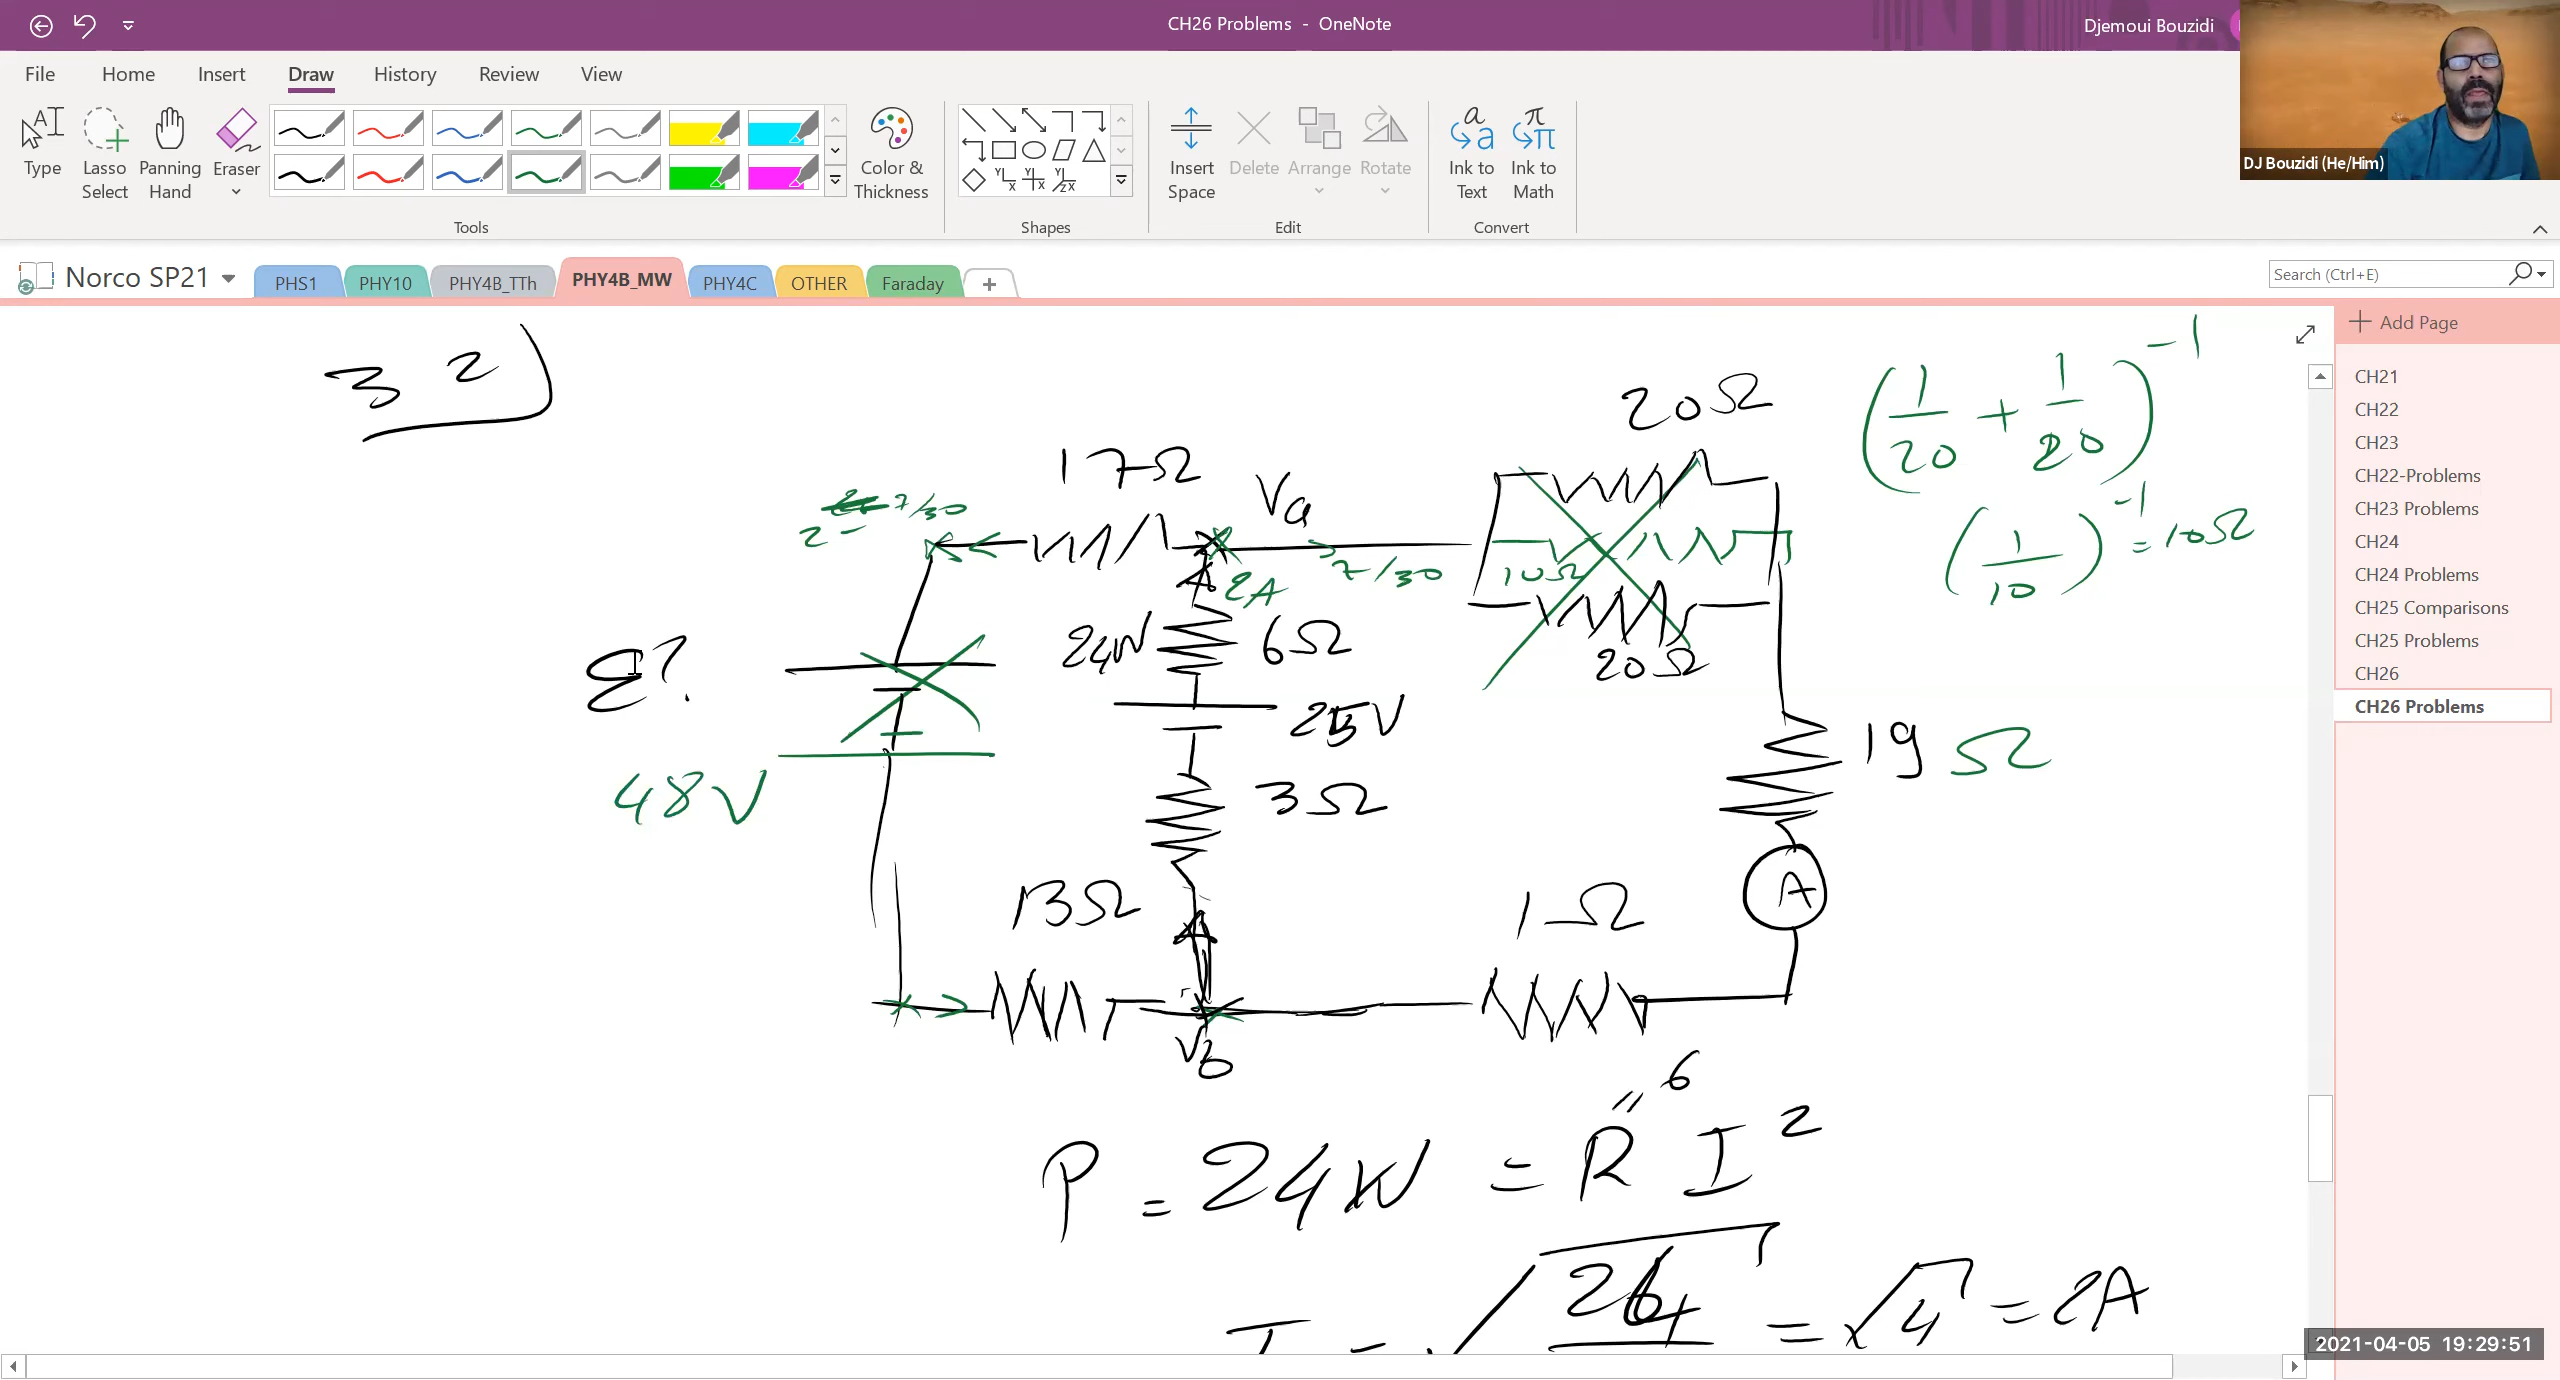 CH26 Problems - OneNote
Djemoui Bouzidi
File Home Insert Draw History Review View
Type
Lasso Select
Panning Hand
Eraser
Color & Thickness
Insert Space
Delete
Arrange
Rotate
Ink to Text
Ink to Math
Tools
Shapes
Edit
Convert
DJ Bouzidi (He/Him)
Norco SP21
PHS1 PHY10 PHY4B_TTh PHY4B_MW PHY4C OTHER Faraday +
Search (Ctrl+E)
Add Page
CH21
CH22
CH23
CH22-Problems
CH23 Problems
CH24
CH24 Problems
CH25 Comparisons
CH25 Problems
CH26
CH26 Problems
32)
20Ω
(1/20 + 1/20)^-1
17Ω
Va
7/30
2-
(1/10)^-1 = 10Ω
2A
7/30
10Ω
24W
6Ω
20Ω
ε?
25V
19Ω
48V
3Ω
13Ω
1Ω
A
Vb
P = 24W = R I²
" 6
I = √ = √4 = 2A
2021-04-05 19:29:51